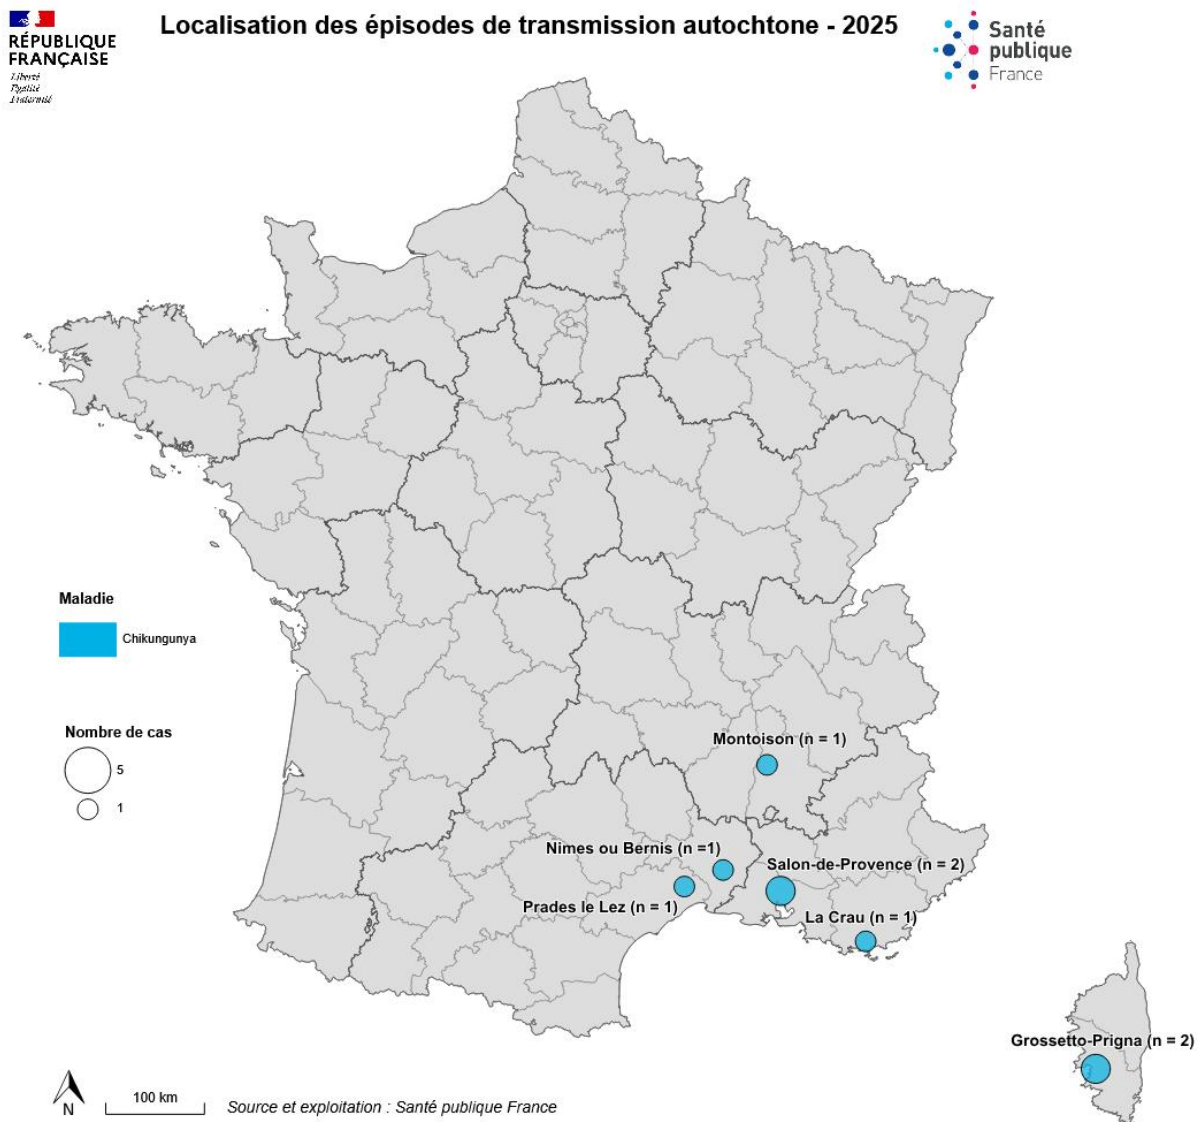 Localisation des épisodes de transmission autochtone - 2025
RÉPUBLIQUE
FRANÇAISE
Liberté
Égalité
Fraternité
Santé
publique
France
Maladie
Chikungunya
Nombre de cas
5
1
Montoison (n = 1)
Nimes ou Bernis (n =1)
Salon-de-Provence (n = 2)
Prades le Lez (n = 1)
La Crau (n = 1)
Grossetto-Prigna (n = 2)
N
100 km
Source et exploitation : Santé publique France